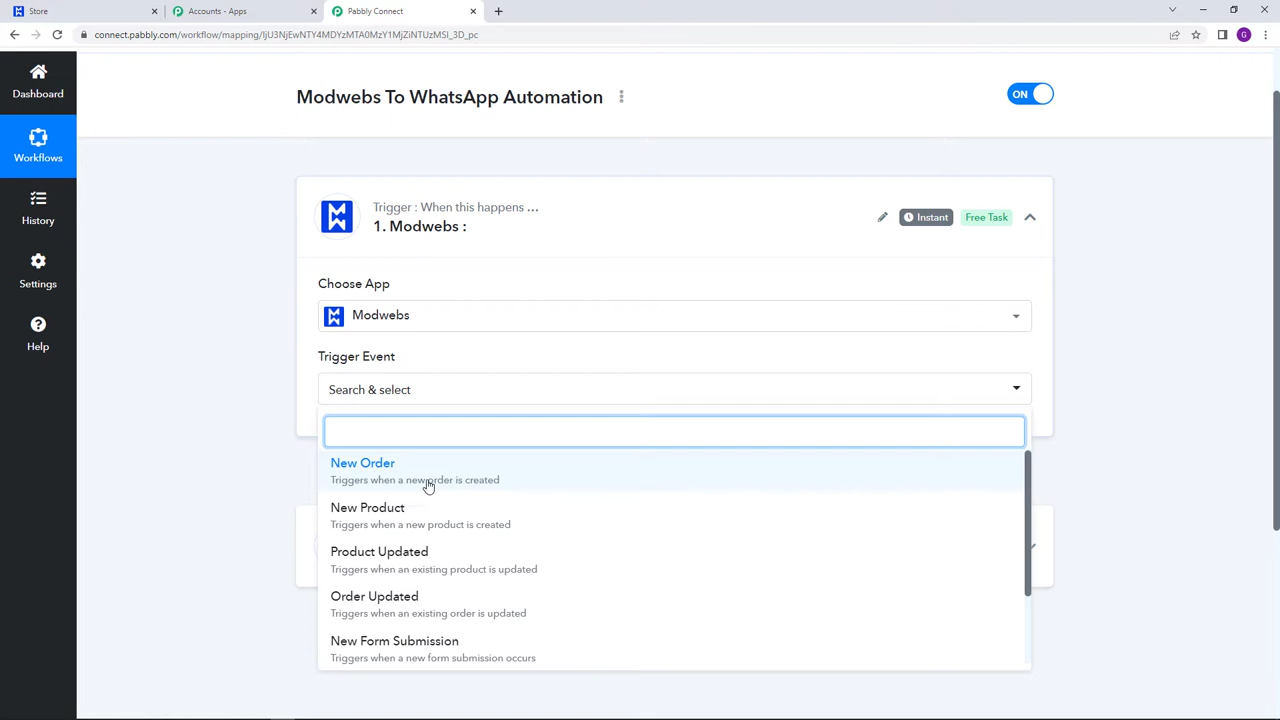 Store
Accounts - Apps
Pabbly Connect
connect.pabbly.com/workflow/mapping/IjU3NjEwNTY4MDYzMTA0MzY1MjZiNTUzMSI_3D_pc
G
Dashboard
Workflows
History
Settings
Help
Modwebs To WhatsApp Automation
ON
Trigger : When this happens ...
1. Modwebs :
Instant
Free Task
Choose App
Modwebs
Trigger Event
Search & select
New Order
Triggers when a new order is created
New Product
Triggers when a new product is created
Product Updated
Triggers when an existing product is updated
Order Updated
Triggers when an existing order is updated
New Form Submission
Triggers when a new form submission occurs